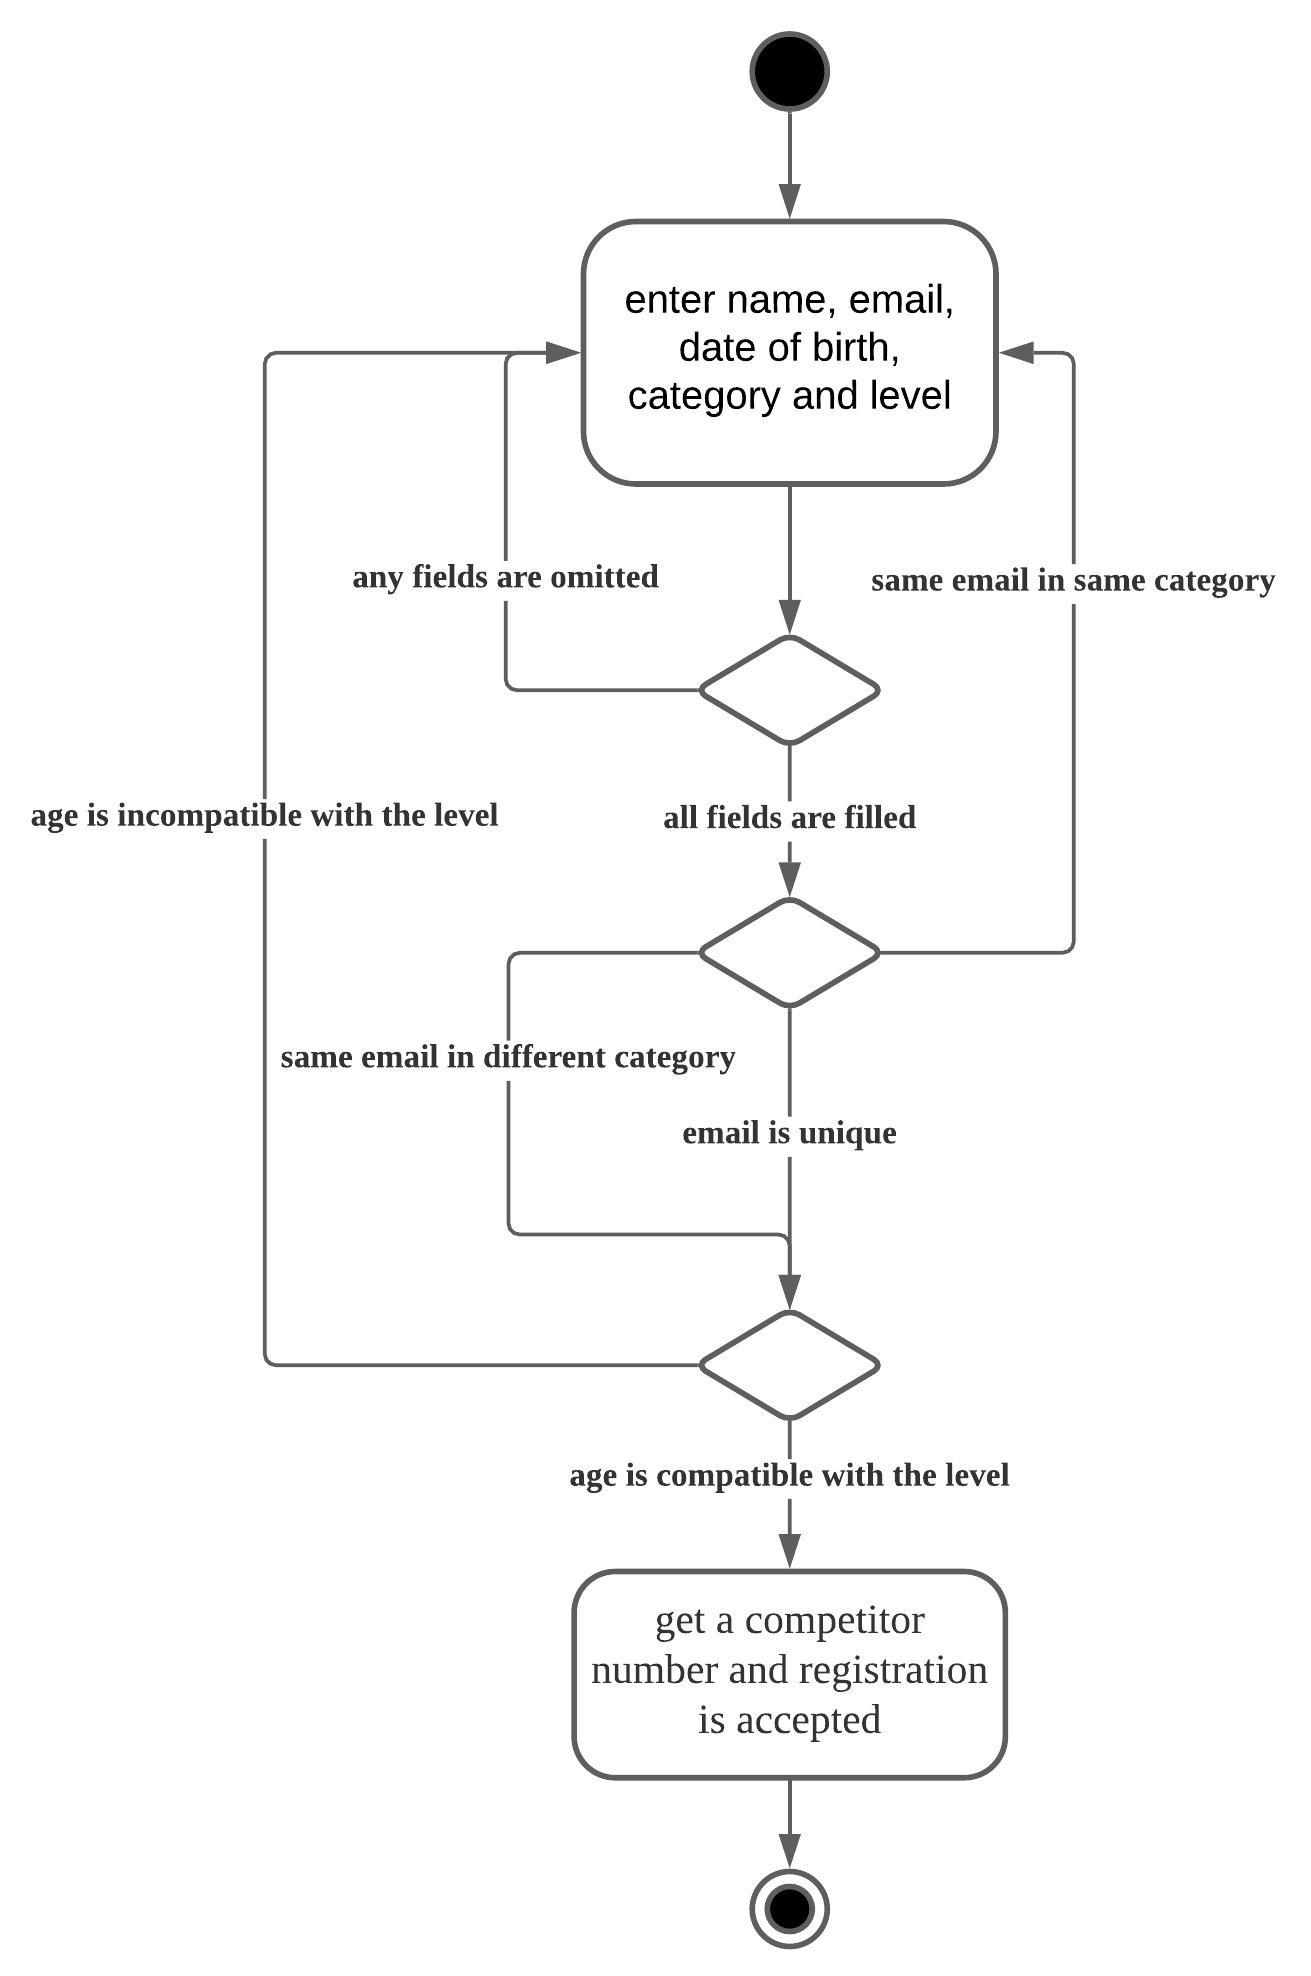 enter name, email,
date of birth,
category and level
any fields are omitted
same email in same category
age is incompatible with the level
all fields are filled
same email in different category
email is unique
age is compatible with the level
get a competitor
number and registration
is accepted